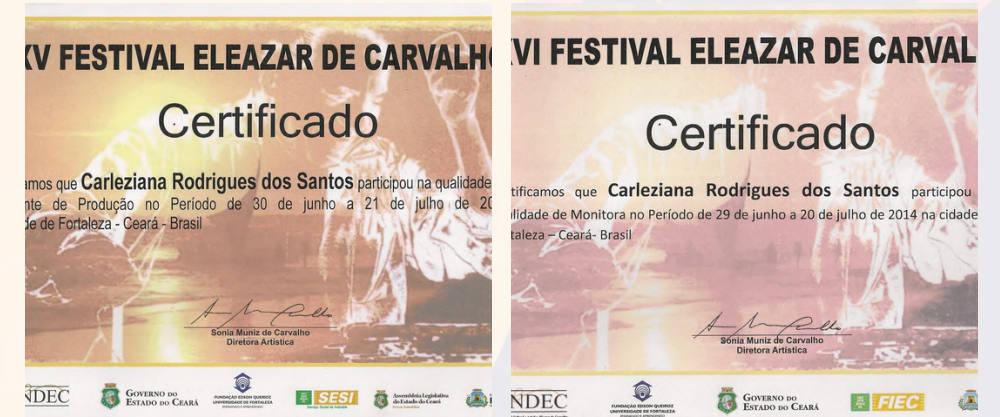 XV FESTIVAL ELEAZAR DE CARVALHO
Certificado
amos que Carleziana Rodrigues dos Santos participou na qualidade
nte de Produção no Período de 30 de junho a 21 de julho de 20
de de Fortaleza - Ceará - Brasil
Sonia Muniz de Carvalho
Diretora Artística
NDEC
GOVERNO DO
ESTADO DO CEARÁ
FUNDAÇÃO EDSON QUEIROZ
UNIVERSIDADE DE FORTALEZA
SESI
Assembleia Legislativa
do Estado do Ceará
XVI FESTIVAL ELEAZAR DE CARVAL
Certificado
tificamos que Carleziana Rodrigues dos Santos participou
alidade de Monitora no Período de 29 de junho a 20 de julho de 2014 na cidade
rtaleza – Ceará- Brasil
Sonia Muniz de Carvalho
Diretora Artística
NDEC
FUNDAÇÃO EDSON QUEIROZ
UNIVERSIDADE DE FORTALEZA
GOVERNO DO
ESTADO DO CEARÁ
FIEC